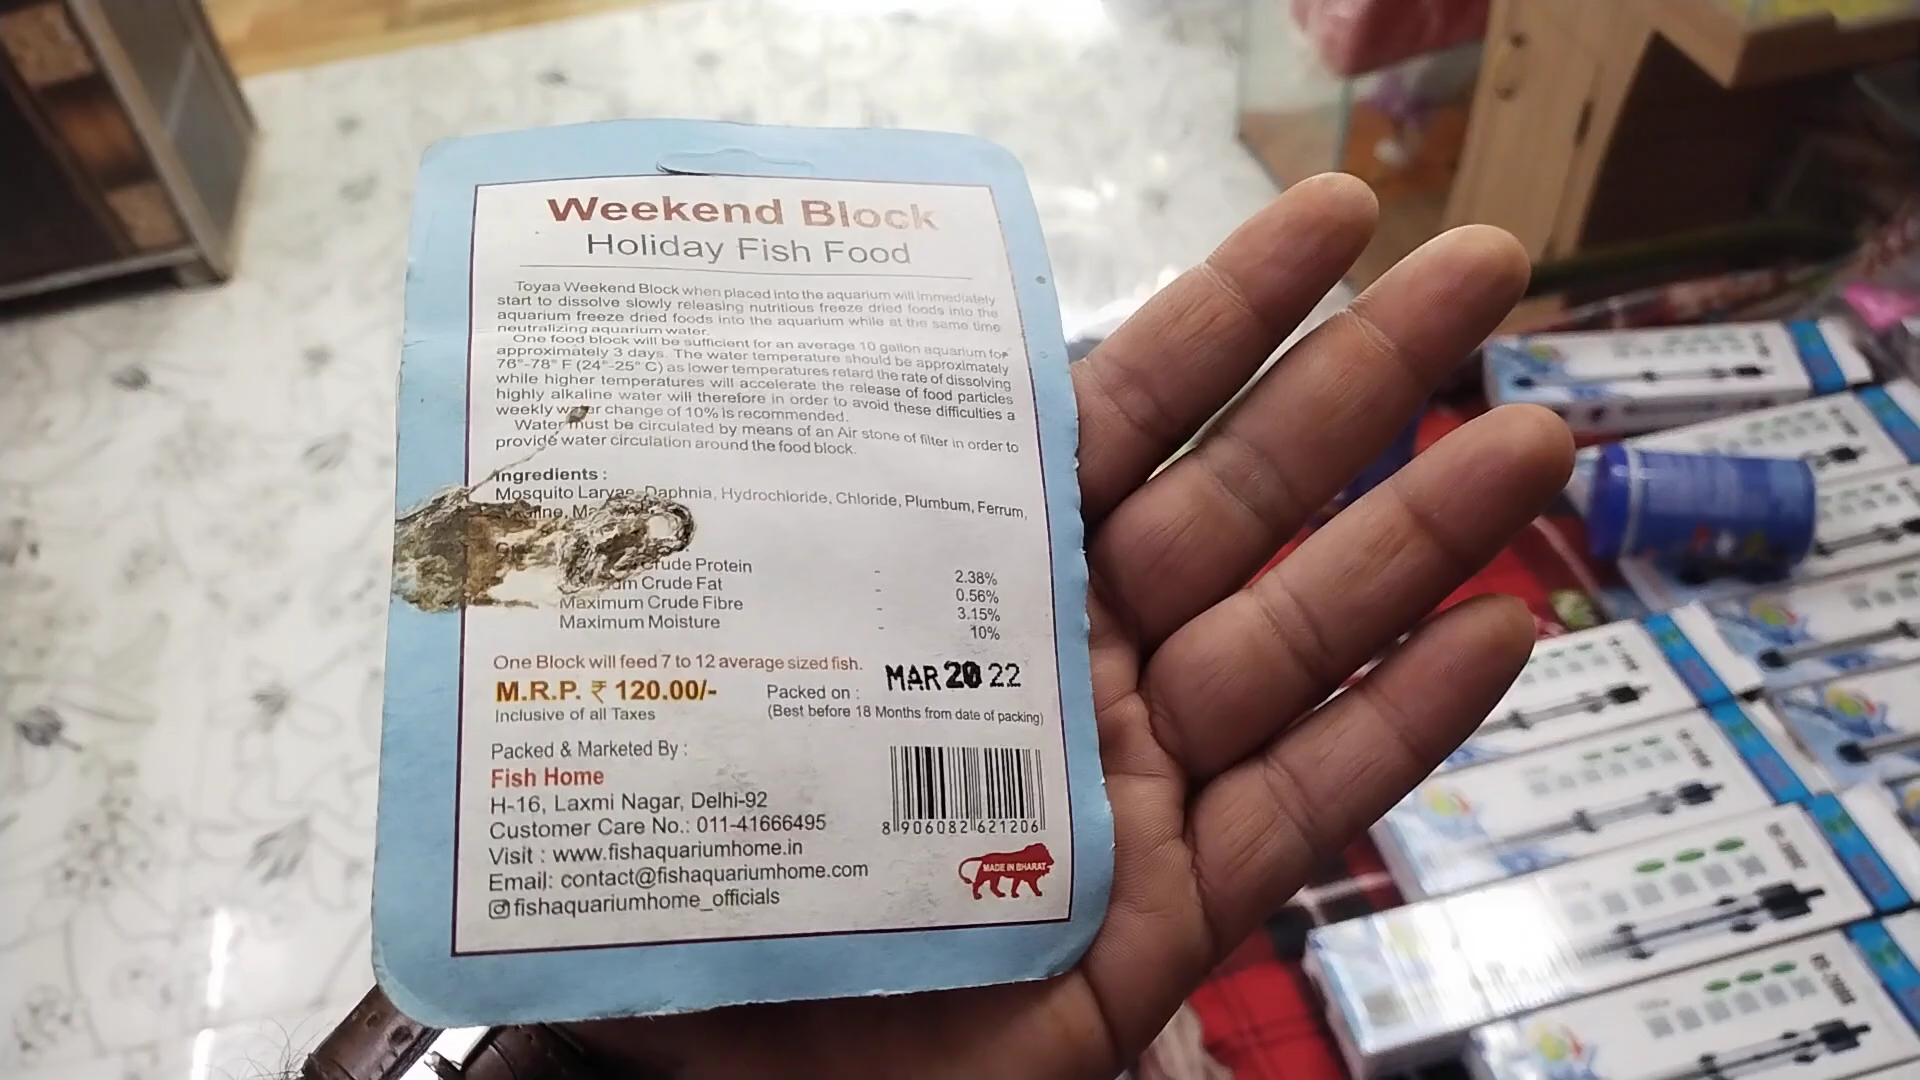 Weekend Block
Holiday Fish Food
Toyaa Weekend Block when placed into the aquarium will immediately
start to dissolve slowly releasing nutritious freeze dried foods into the
aquarium freeze dried foods into the aquarium while at the same time
neutralizing aquarium water.
One food block will be sufficient for an average 10 gallon aquarium for
approximately 3 days. The water temperature should be approximately
76°-78° F (24°-25° C) as lower temperatures retard the rate of dissolving
while higher temperatures will accelerate the release of food particles
highly alkaline water will therefore in order to avoid these difficulties a
weekly water change of 10% is recommended.
Water must be circulated by means of an Air stone of filter in order to
provide water circulation around the food block.
Ingredients :
Mosquito Larvae, Daphnia, Hydrochloride, Chloride, Plumbum, Ferrum,
Crude Protein - 2.38%
Crude Fat - 0.56%
Maximum Crude Fibre - 3.15%
Maximum Moisture - 10%
One Block will feed 7 to 12 average sized fish.
M.R.P. ₹ 120.00/-
Inclusive of all Taxes
Packed on : MAR 20 22
(Best before 18 Months from date of packing)
Packed & Marketed By :
Fish Home
H-16, Laxmi Nagar, Delhi-92
Customer Care No.: 011-41666495
Visit : www.fishaquariumhome.in
Email: contact@fishaquariumhome.com
fishaquariumhome_officials
8 906082 621206
MADE IN BHARAT